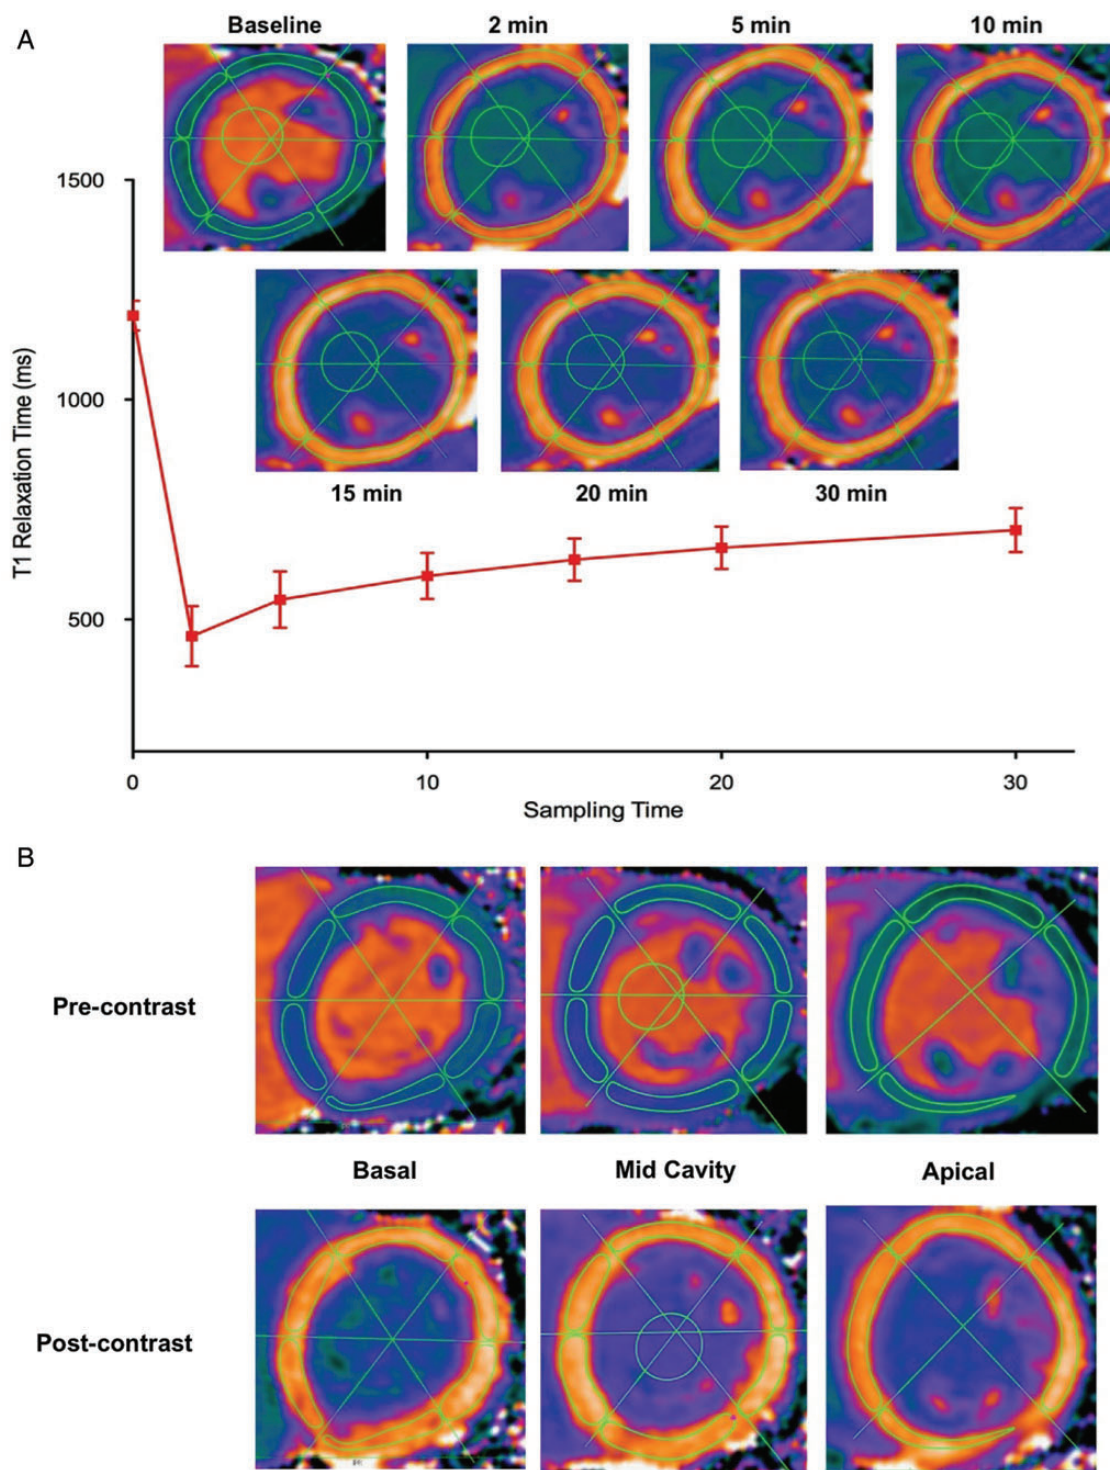 A
Baseline
2 min
5 min
10 min
1500
1000
500
T1 Relaxation Time (ms)
15 min
20 min
30 min
0
10
20
30
Sampling Time
B
Pre-contrast
Basal
Mid Cavity
Apical
Post-contrast